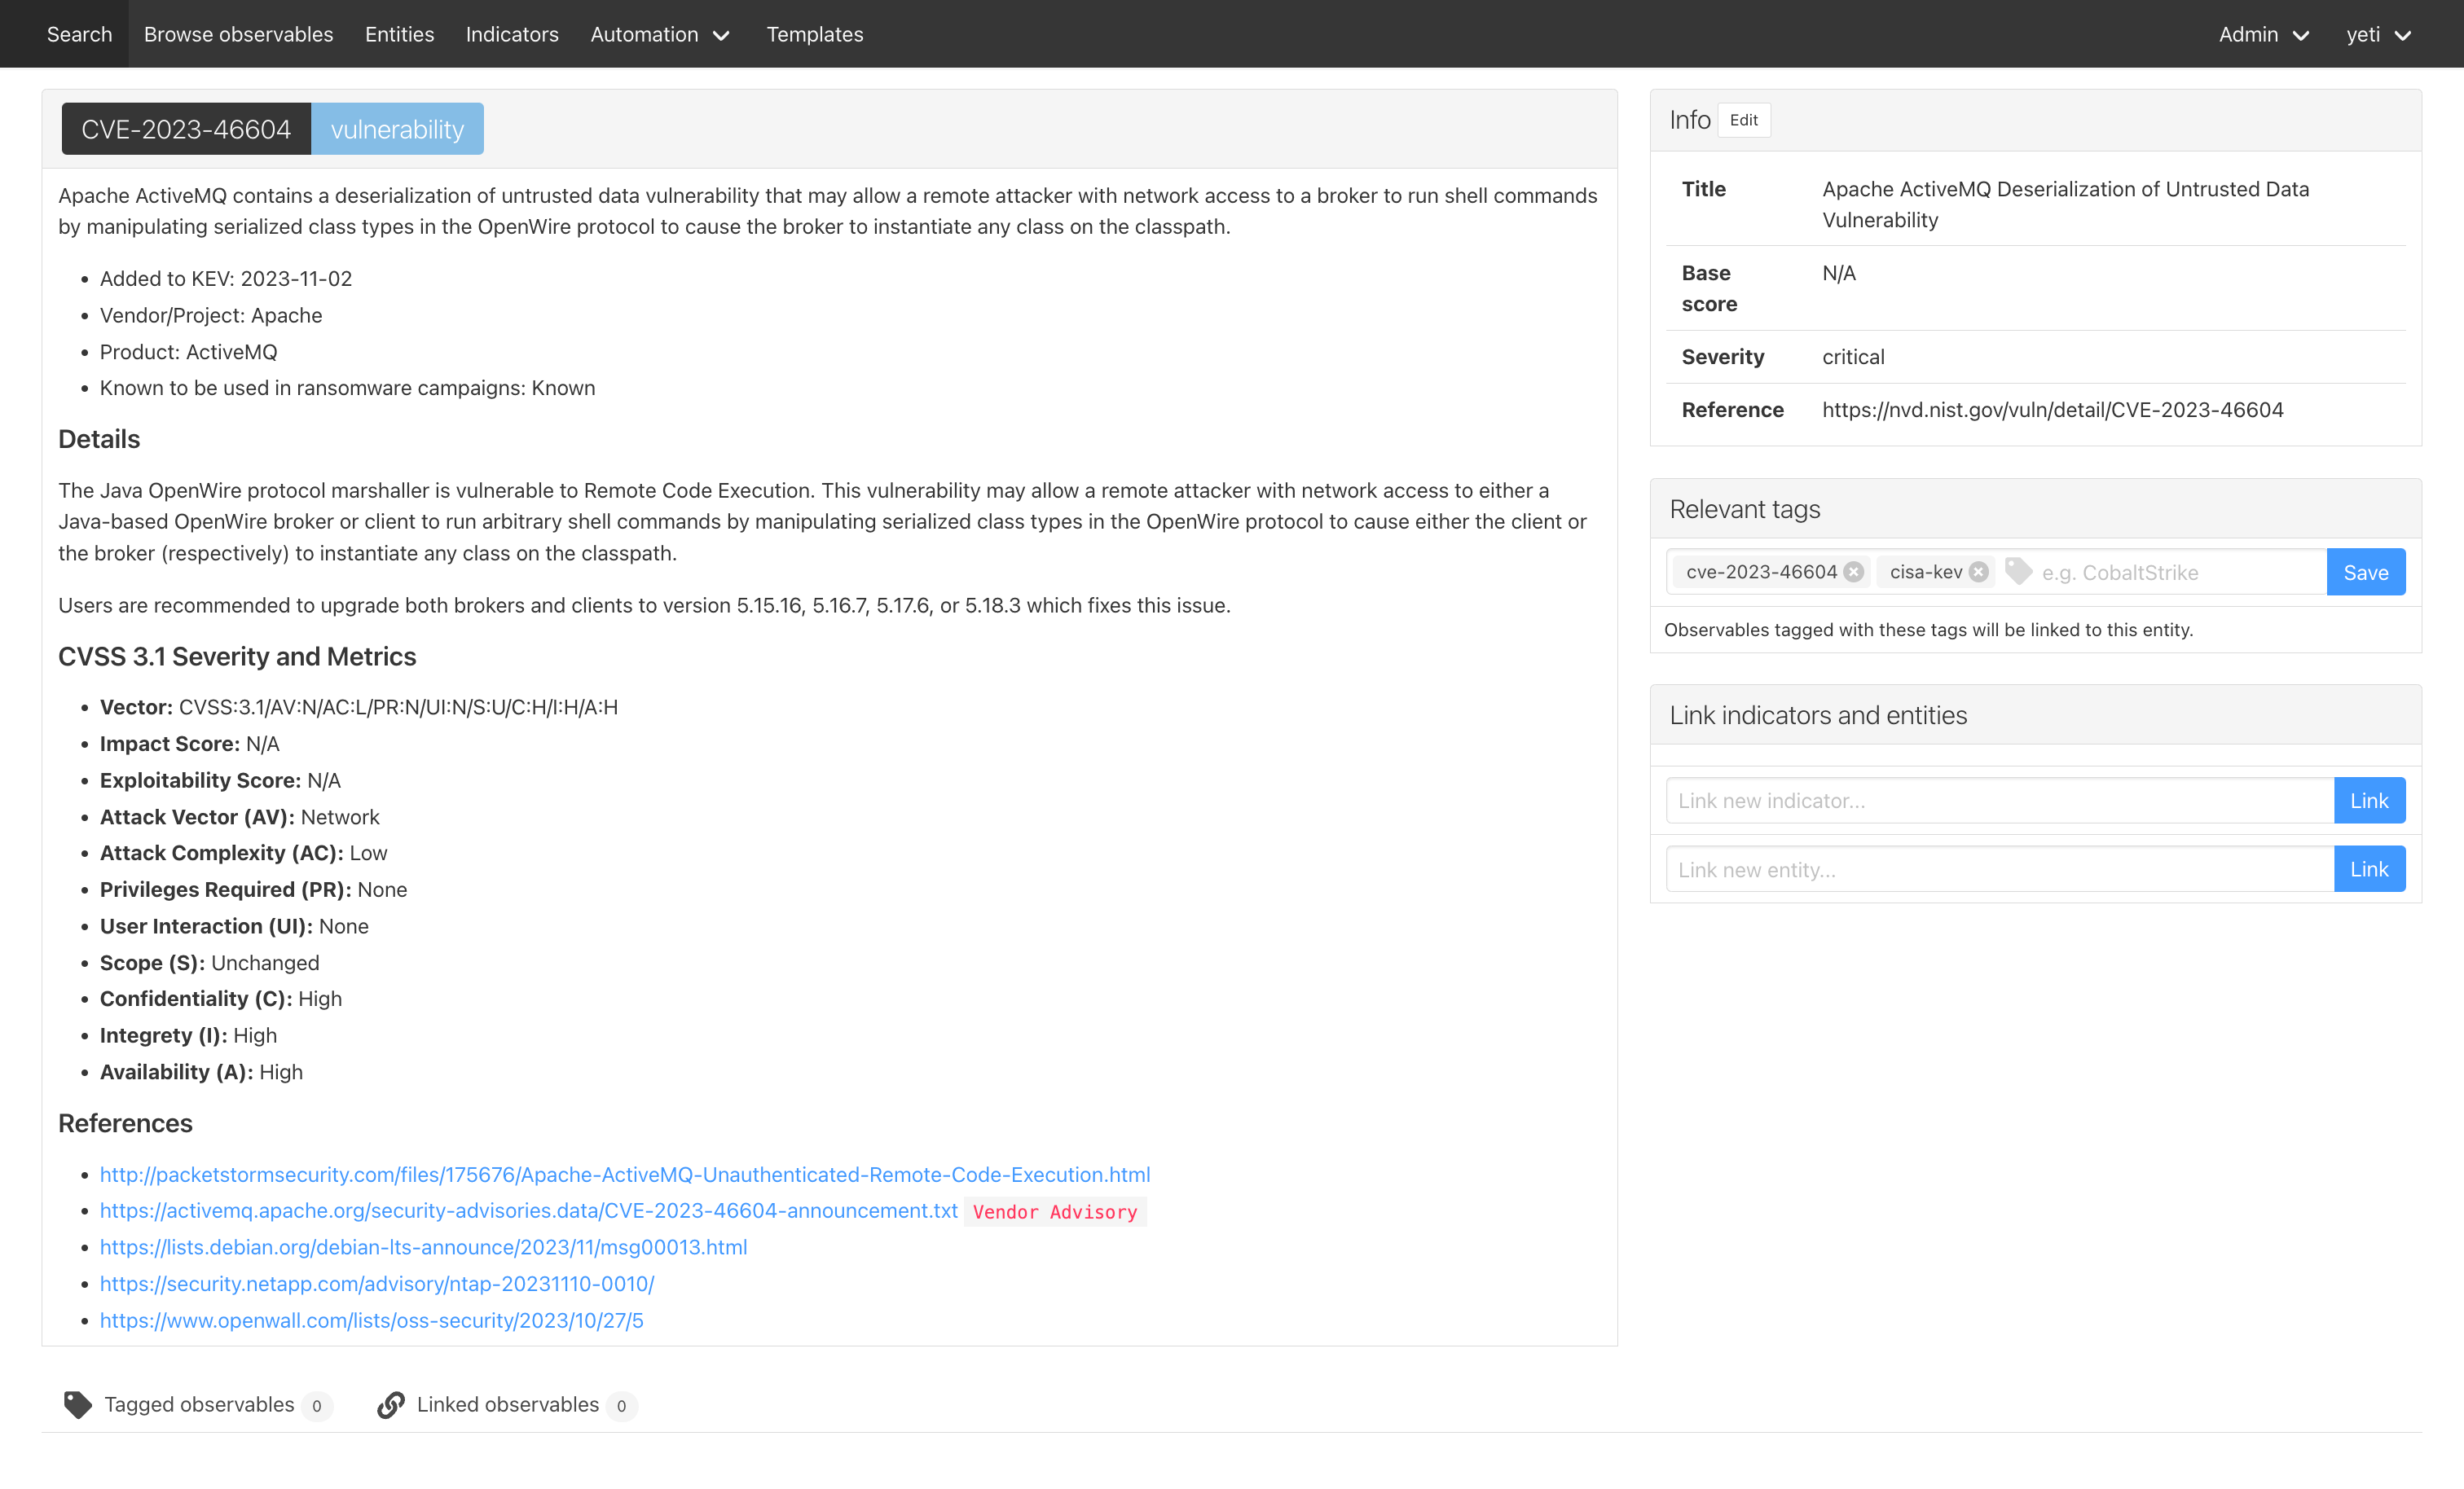 Search Browse observables Entities Indicators Automation Templates Admin yeti
CVE-2023-46604 vulnerability
Apache ActiveMQ contains a deserialization of untrusted data vulnerability that may allow a remote attacker with network access to a broker to run shell commands
by manipulating serialized class types in the OpenWire protocol to cause the broker to instantiate any class on the classpath.
Added to KEV: 2023-11-02
Vendor/Project: Apache
Product: ActiveMQ
Known to be used in ransomware campaigns: Known
Details
The Java OpenWire protocol marshaller is vulnerable to Remote Code Execution. This vulnerability may allow a remote attacker with network access to either a
Java-based OpenWire broker or client to run arbitrary shell commands by manipulating serialized class types in the OpenWire protocol to cause either the client or
the broker (respectively) to instantiate any class on the classpath.
Users are recommended to upgrade both brokers and clients to version 5.15.16, 5.16.7, 5.17.6, or 5.18.3 which fixes this issue.
CVSS 3.1 Severity and Metrics
Vector: CVSS:3.1/AV:N/AC:L/PR:N/UI:N/S:U/C:H/I:H/A:H
Impact Score: N/A
Exploitability Score: N/A
Attack Vector (AV): Network
Attack Complexity (AC): Low
Privileges Required (PR): None
User Interaction (UI): None
Scope (S): Unchanged
Confidentiality (C): High
Integrety (I): High
Availability (A): High
References
http://packetstormsecurity.com/files/175676/Apache-ActiveMQ-Unauthenticated-Remote-Code-Execution.html
https://activemq.apache.org/security-advisories.data/CVE-2023-46604-announcement.txt Vendor Advisory
https://lists.debian.org/debian-lts-announce/2023/11/msg00013.html
https://security.netapp.com/advisory/ntap-20231110-0010/
https://www.openwall.com/lists/oss-security/2023/10/27/5
Tagged observables 0 Linked observables 0
Info Edit
Title Apache ActiveMQ Deserialization of Untrusted Data
Vulnerability
Base N/A
score
Severity critical
Reference https://nvd.nist.gov/vuln/detail/CVE-2023-46604
Relevant tags
cve-2023-46604 cisa-kev e.g. CobaltStrike Save
Observables tagged with these tags will be linked to this entity.
Link indicators and entities
Link new indicator... Link
Link new entity... Link